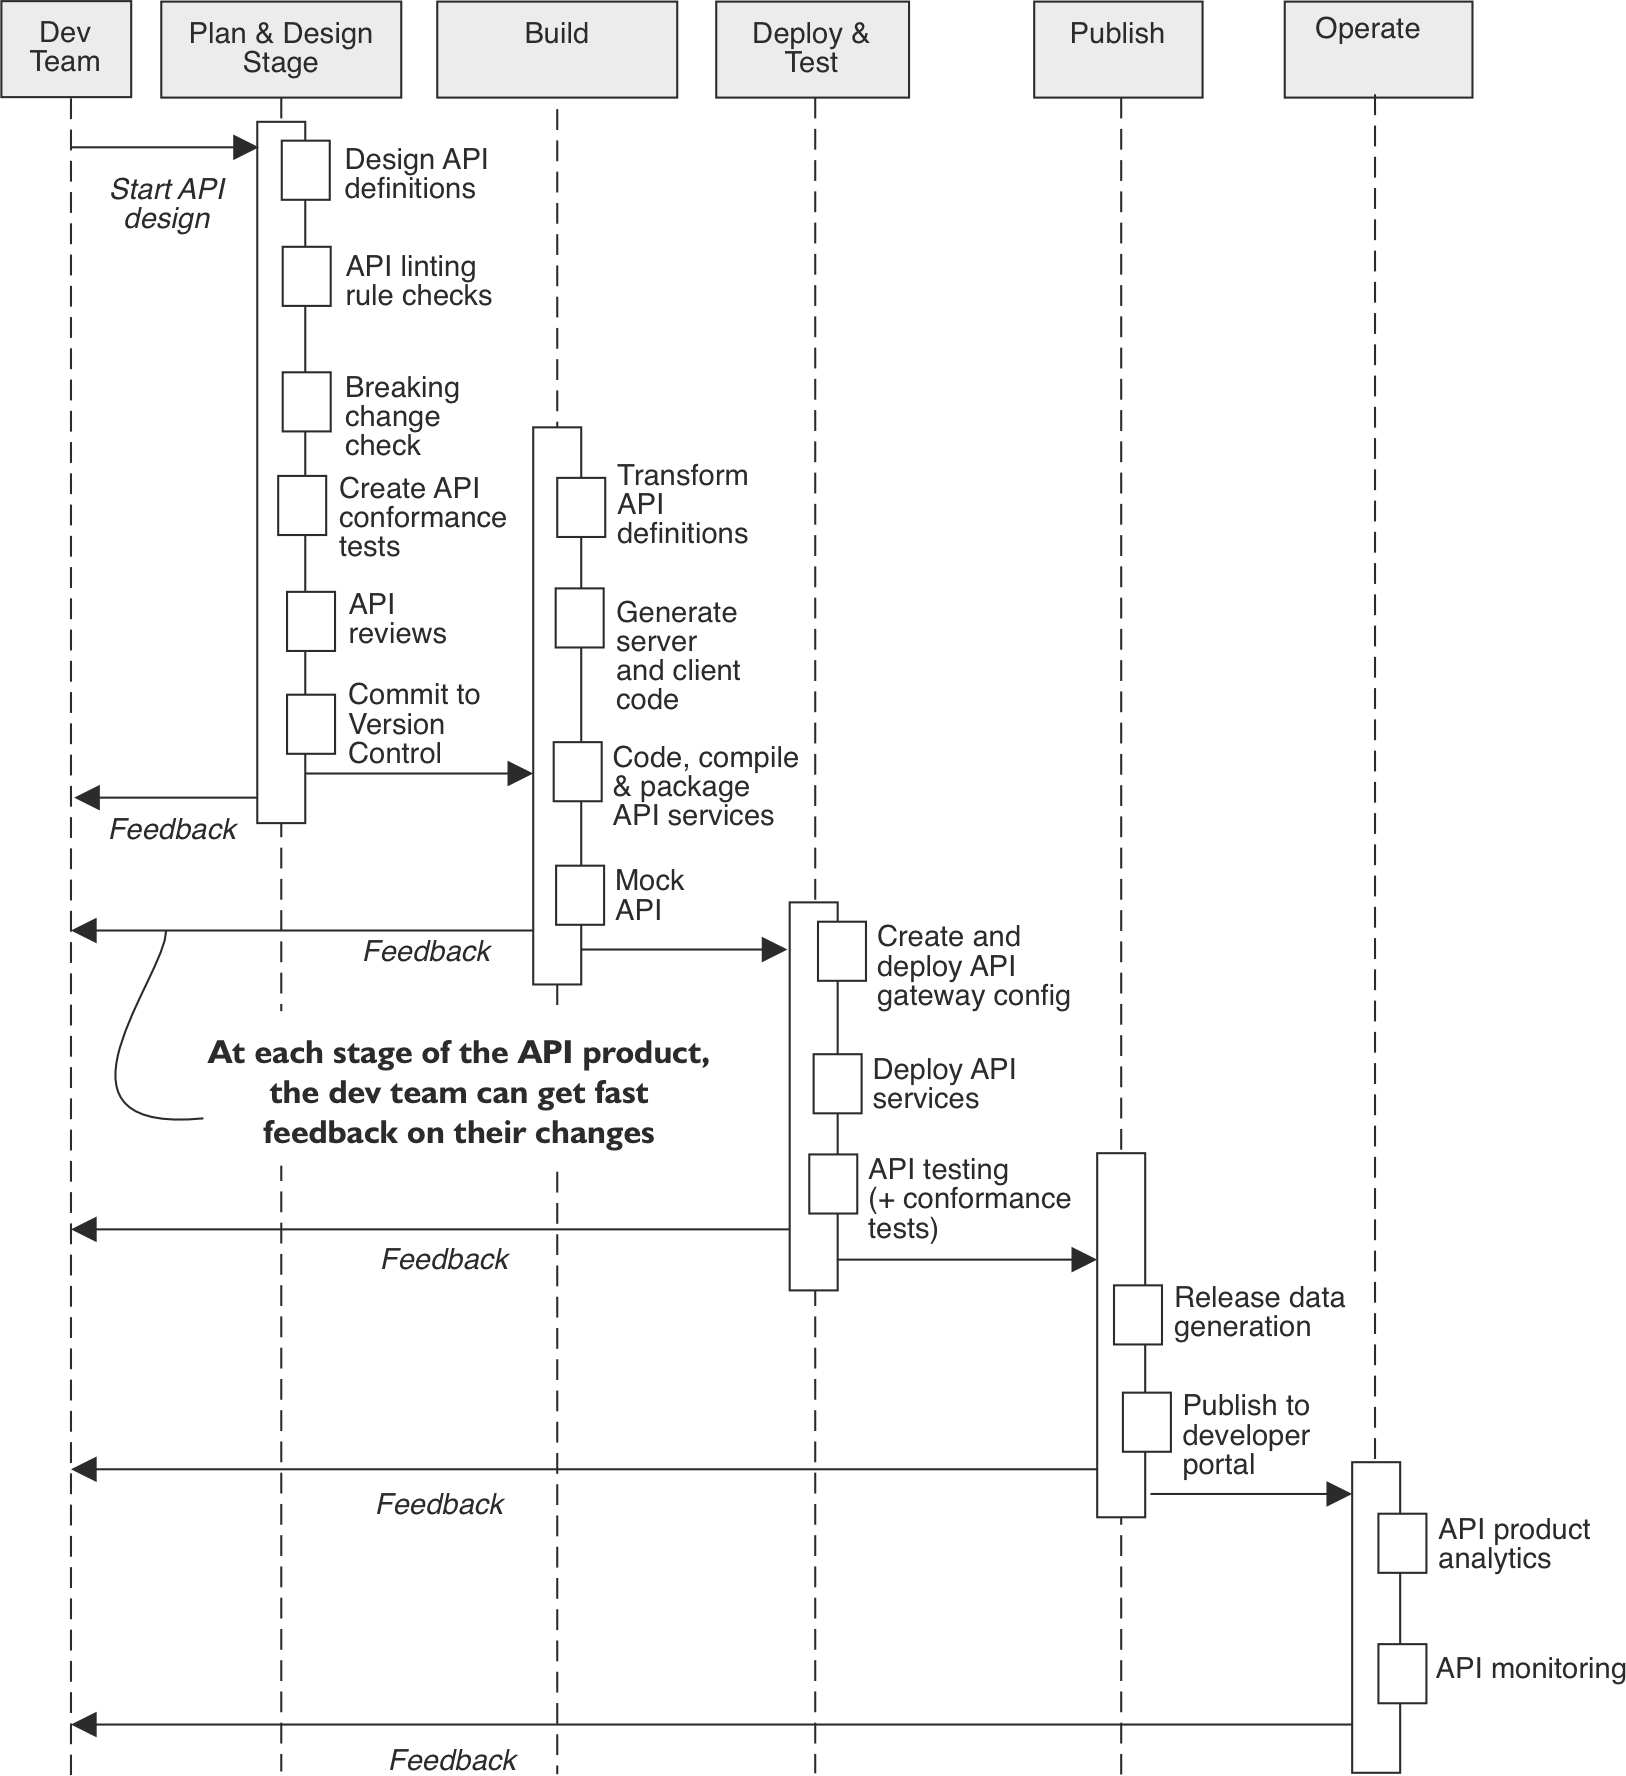 Dev
Team
Plan & Design
Stage
Build
Deploy &
Test
Publish
Operate
Start API
design
Design API
definitions
API linting
rule checks
Breaking
change
check
Create API
conformance
tests
API
reviews
Commit to
Version
Control
Feedback
Transform
API
definitions
Generate
server
and client
code
Code, compile
& package
API services
Mock
API
Feedback
Create and
deploy API
gateway config
At each stage of the API product,
the dev team can get fast
feedback on their changes
Deploy API
services
API testing
(+ conformance
tests)
Feedback
Release data
generation
Publish to
developer
portal
Feedback
API product
analytics
API monitoring
Feedback